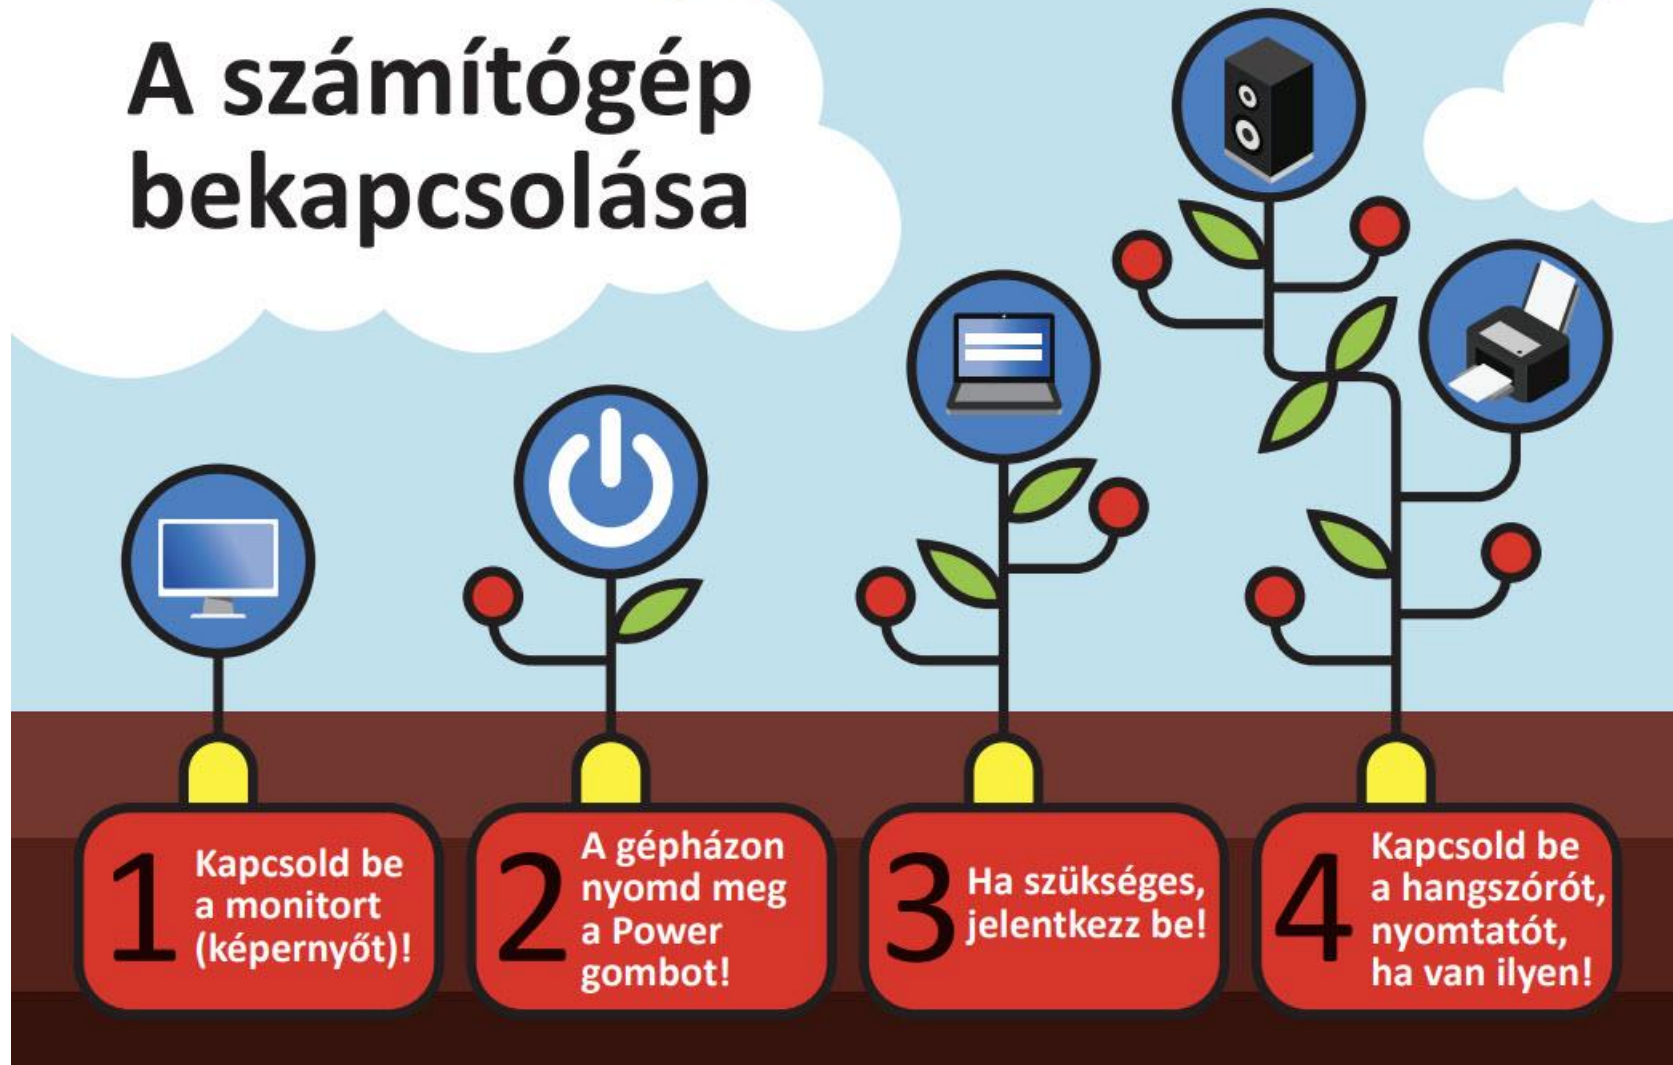 A számítógép
bekapcsolása
1
Kapcsold be
a monitort
(képernyőt)!
2
A gépházon
nyomd meg
a Power
gombot!
3
Ha szükséges,
jelentkezz be!
4
Kapcsold be
a hangszórót,
nyomtatót,
ha van ilyen!